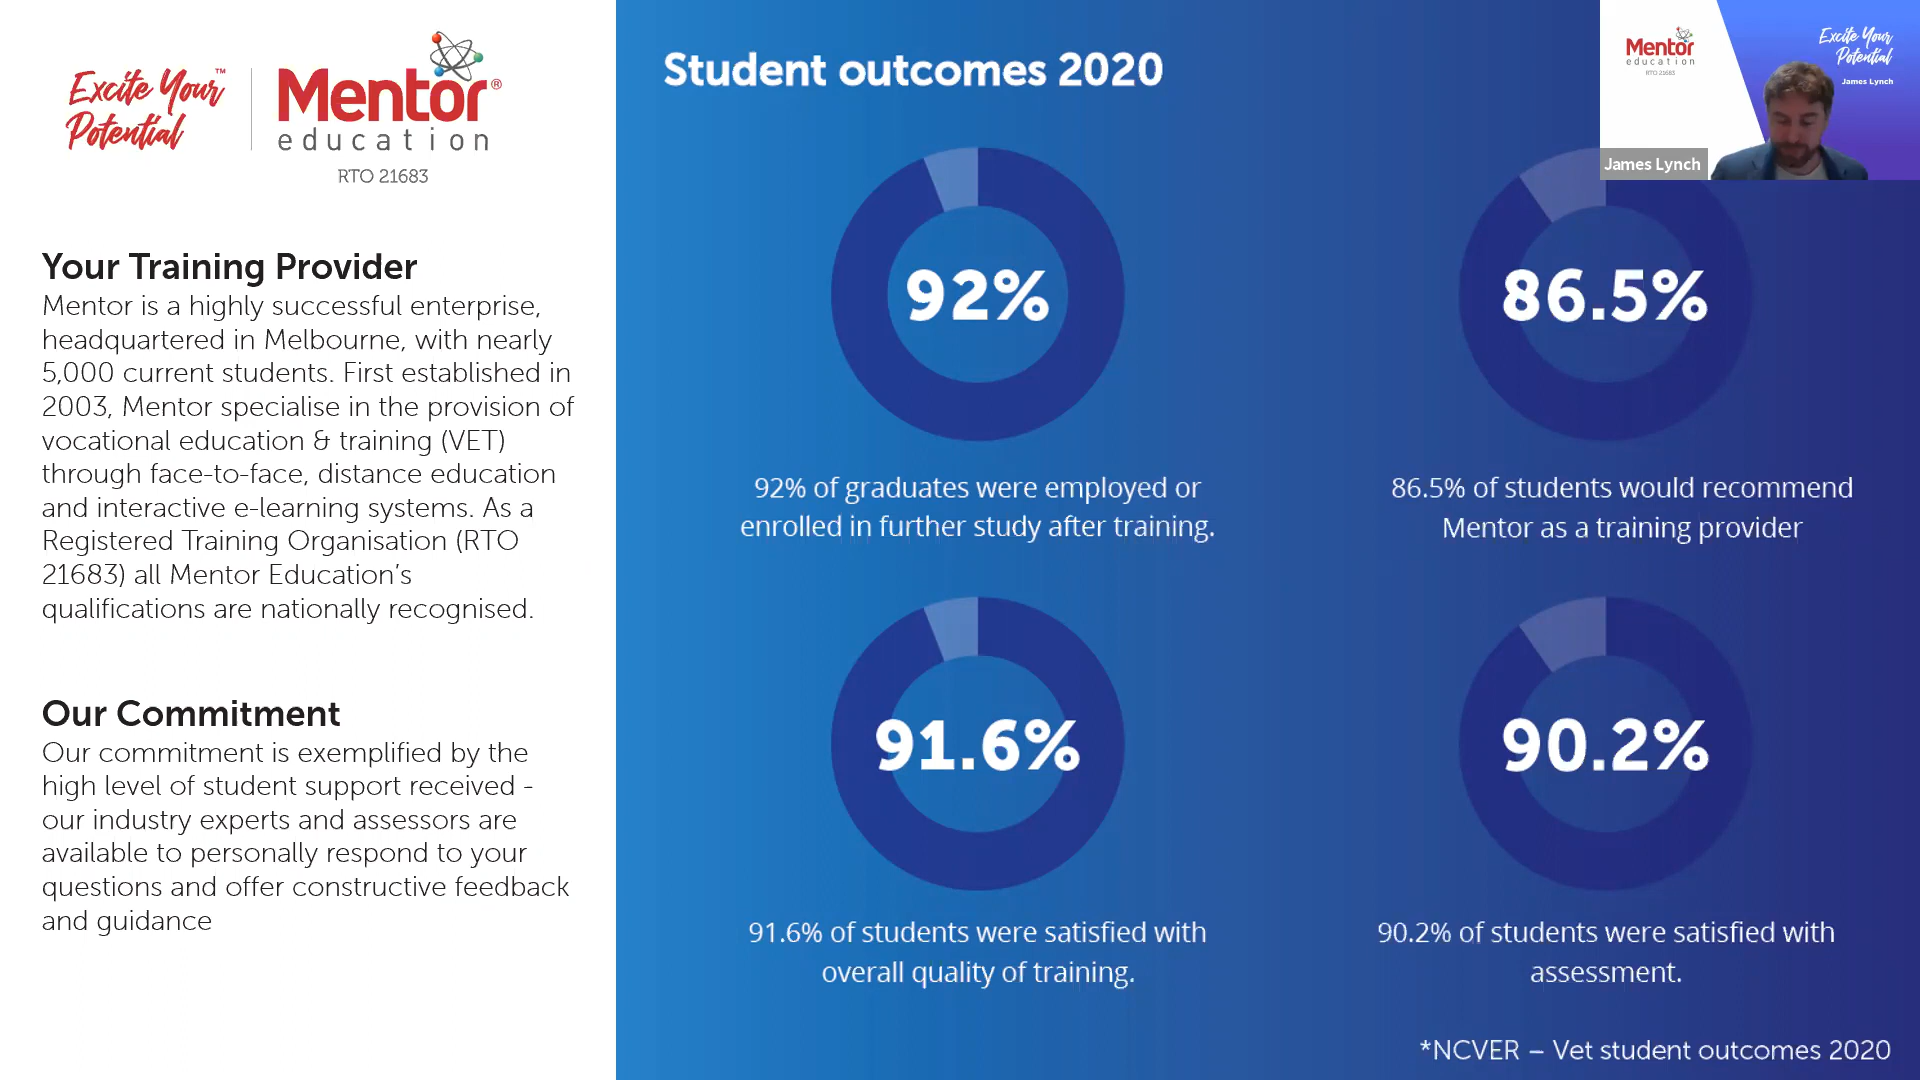 Excite Your™
Potential
Mentor®
education
RTO 21683
Your Training Provider
Mentor is a highly successful enterprise,
headquartered in Melbourne, with nearly
5,000 current students. First established in
2003, Mentor specialise in the provision of
vocational education & training (VET)
through face-to-face, distance education
and interactive e-learning systems. As a
Registered Training Organisation (RTO
21683) all Mentor Education’s
qualifications are nationally recognised.
Our Commitment
Our commitment is exemplified by the
high level of student support received -
our industry experts and assessors are
available to personally respond to your
questions and offer constructive feedback
and guidance
Student outcomes 2020
92%
92% of graduates were employed or
enrolled in further study after training.
86.5%
86.5% of students would recommend
Mentor as a training provider
91.6%
91.6% of students were satisfied with
overall quality of training.
90.2%
90.2% of students were satisfied with
assessment.
*NCVER – Vet student outcomes 2020
Mentor
education
RTO 21683
Excite Your
Potential
James Lynch
James Lynch